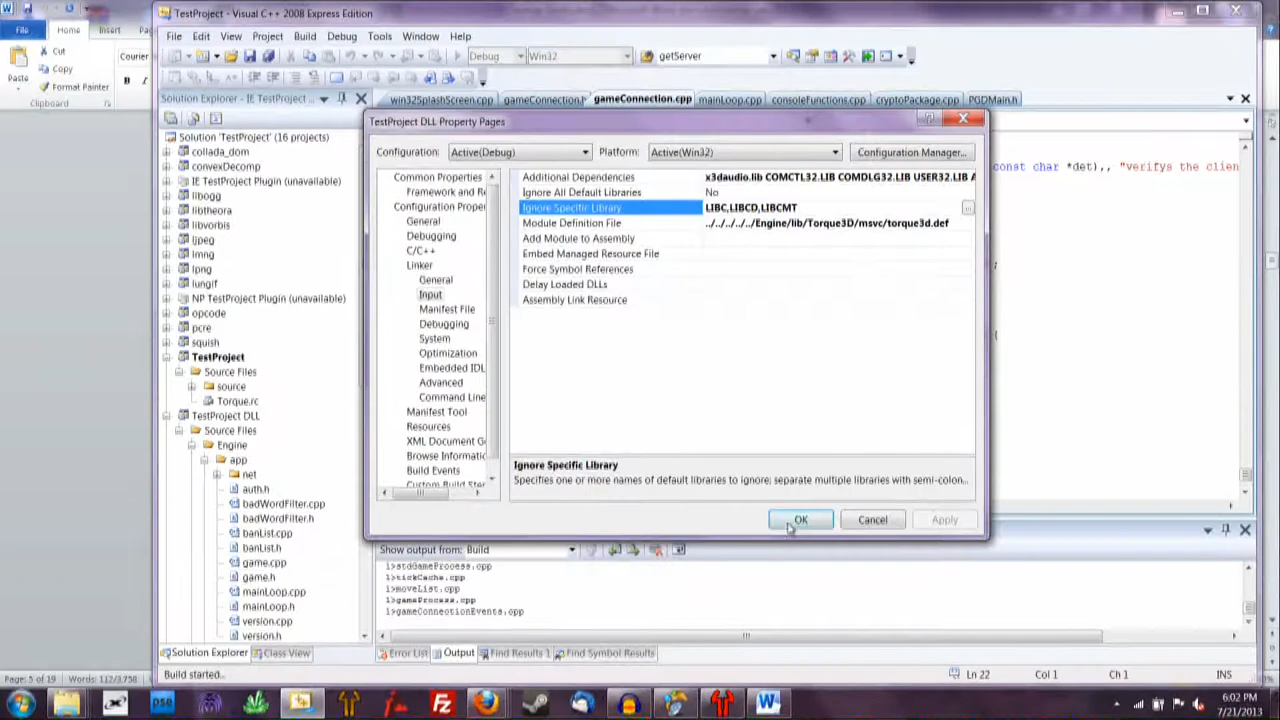 TestProject - Visual C++ 2008 Express Edition
File
Home
Insert
File Edit View Project Build Debug Tools Window Help
Cut
Courier
Copy
Paste
Format Painter
Clipboard
Debug
Win32
getServer
Solution Explorer - IE TestProject
win32SplashScreen.cpp
gameConnection.h
gameConnection.cpp
mainLoop.cpp
consoleFunctions.cpp
cryptoPackage.cpp
PGDMain.h
TestProject DLL Property Pages
Configuration:
Active(Debug)
Platform:
Active(Win32)
Configuration Manager...
const char *det),, "verifys the clien
Solution 'TestProject' (16 projects)
collada_dom
convexDecomp
IE TestProject Plugin (unavailable)
libogg
libtheora
libvorbis
ljpeg
lmng
lpng
lungif
NP TestProject Plugin (unavailable)
opcode
pcre
squish
TestProject
Source Files
source
Torque.rc
TestProject DLL
Source Files
Engine
app
net
auth.h
badWordFilter.cpp
badWordFilter.h
banList.cpp
banList.h
game.cpp
game.h
mainLoop.cpp
mainLoop.h
version.cpp
version.h
Common Properties
Framework and Re
Configuration Proper
General
Debugging
C/C++
Linker
General
Input
Manifest File
Debugging
System
Optimization
Embedded IDL
Advanced
Command Line
Manifest Tool
Resources
XML Document G
Browse Informatio
Build Events
Custom Build Ste
Additional Dependencies x3daudio.lib COMCTL32.LIB COMDLG32.LIB USER32.LIB A
Ignore All Default Libraries No
Ignore Specific Library LIBC,LIBCD,LIBCMT
Module Definition File ../../../../../Engine/lib/Torque3D/msvc/torque3d.def
Add Module to Assembly
Embed Managed Resource File
Force Symbol References
Delay Loaded DLLs
Assembly Link Resource
Ignore Specific Library
Specifies one or more names of default libraries to ignore; separate multiple libraries with semi-colon...
OK
Cancel
Apply
Show output from: Build
1>stdGameProcess.cpp
1>tickCache.cpp
1>moveList.cpp
1>gameProcess.cpp
1>gameConnectionEvents.cpp
Solution Explorer
Class View
Error List
Output
Find Results 1
Find Symbol Results
Build started...
Ln 22
Col 1
Ch 1
INS
Page: 5 of 19
Words: 112/3,758
pse
Fz
6:02 PM
7/21/2013